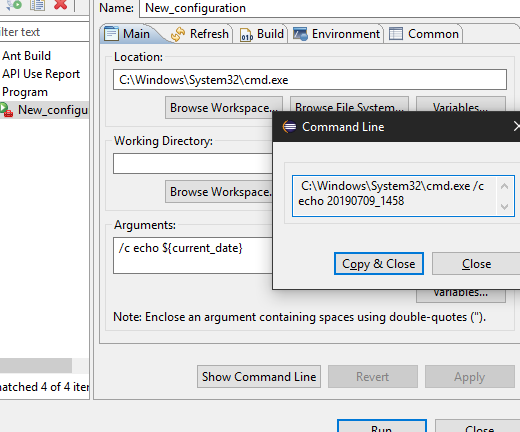 Name: New_configuration
ilter text
Main Refresh Build Environment Common
Ant Build
API Use Report
Program
New_configu
Location:
C:\Windows\System32\cmd.exe
Browse Workspace... Browse File System... Variables...
Command Line
Working Directory:
C:\Windows\System32\cmd.exe /c
echo 20190709_1458
Browse Workspace..
Arguments:
/c echo ${current_date}
Copy & Close Close
Variables...
Note: Enclose an argument containing spaces using double-quotes (").
Show Command Line Revert Apply
natched 4 of 4 iter
Run Close